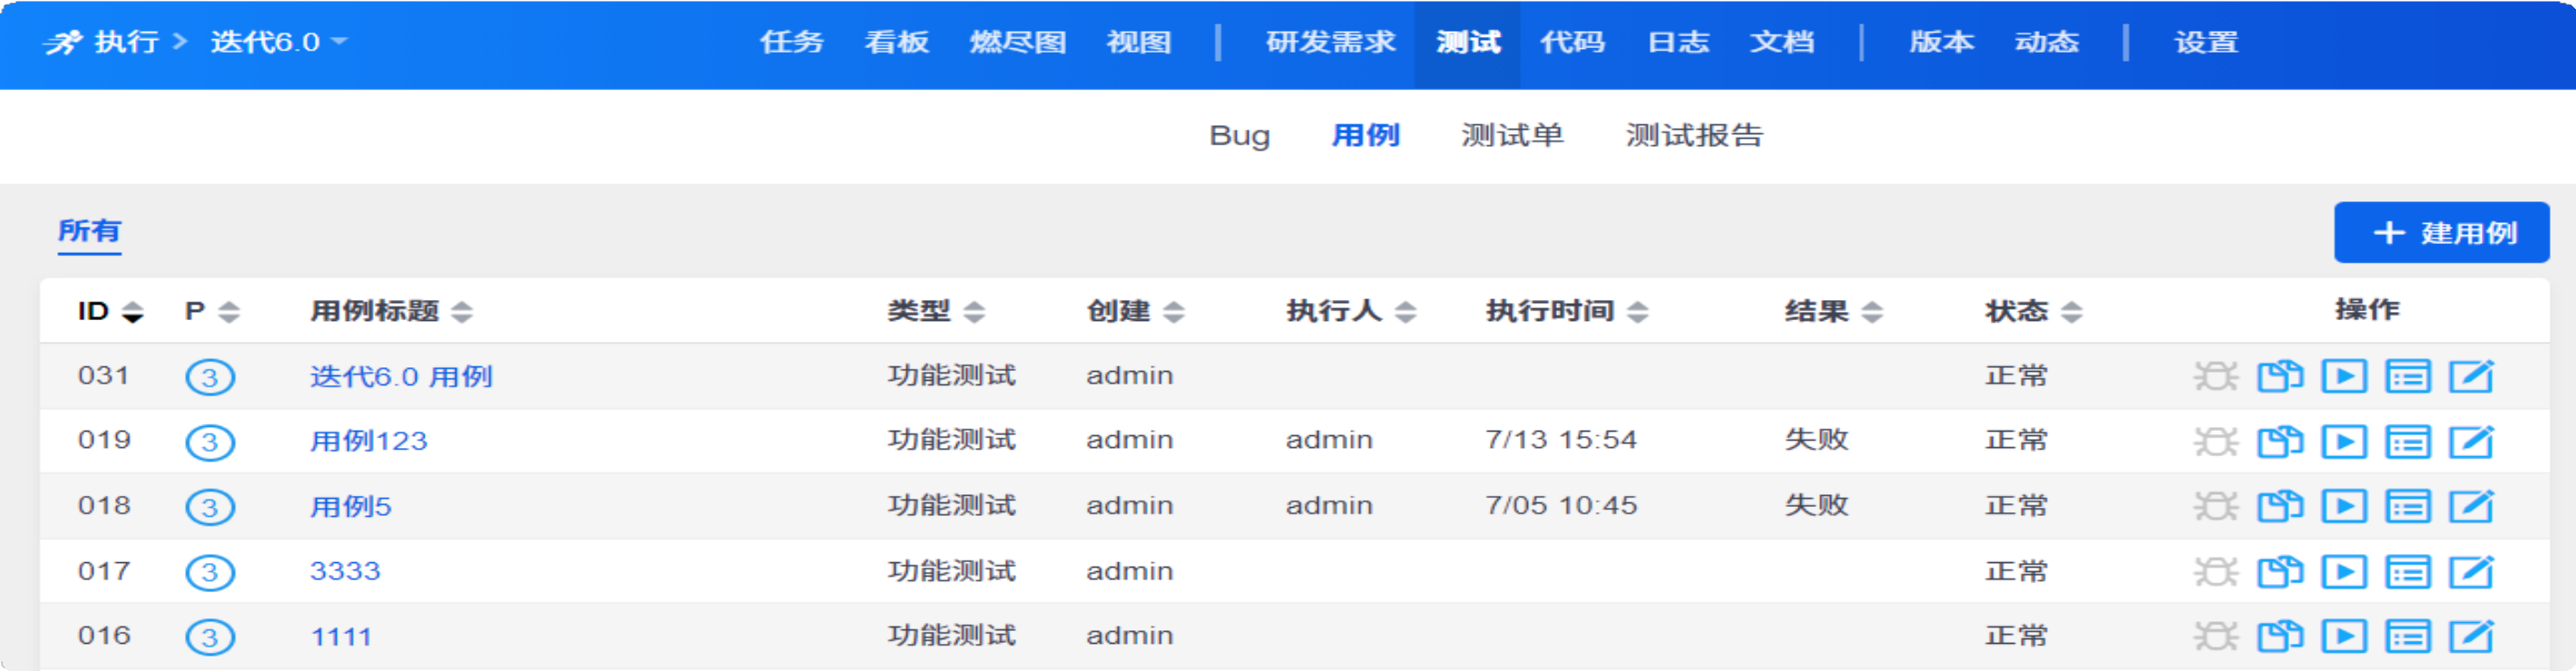 执行 > 迭代6.0 任务 看板 燃尽图 视图 | 研发需求 测试 代码 日志 文档 | 版本 动态 | 设置
Bug 用例 测试单 测试报告
所有 + 建用例
ID P 用例标题 类型 创建 执行人 执行时间 结果 状态 操作
031 3 迭代6.0 用例 功能测试 admin 正常
019 3 用例123 功能测试 admin admin 7/13 15:54 失败 正常
018 3 用例5 功能测试 admin admin 7/05 10:45 失败 正常
017 3 3333 功能测试 admin 正常
016 3 1111 功能测试 admin 正常